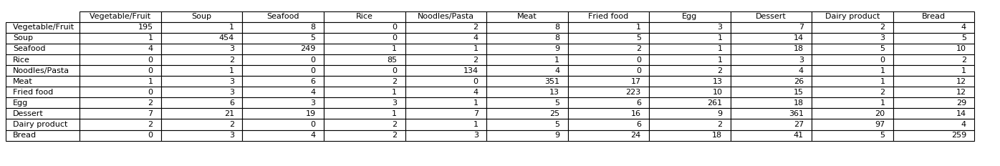 Vegetable/Fruit Soup Seafood Rice Noodles/Pasta Meat Fried food Egg Dessert Dairy product Bread
Vegetable/Fruit 195 1 8 0 2 8 1 3 7 2 4
Soup 1 454 5 0 4 8 5 1 14 3 5
Seafood 4 3 249 1 1 9 2 1 18 5 10
Rice 0 2 0 85 2 1 0 1 3 0 2
Noodles/Pasta 0 1 0 0 134 4 0 2 4 1 1
Meat 1 3 6 2 0 351 17 13 26 1 12
Fried food 0 3 4 1 4 13 223 10 15 2 12
Egg 2 6 3 3 1 5 6 261 18 1 29
Dessert 7 21 19 1 7 25 16 9 361 20 14
Dairy product 2 2 0 2 1 5 6 2 27 97 4
Bread 0 3 4 2 3 9 24 18 41 5 259